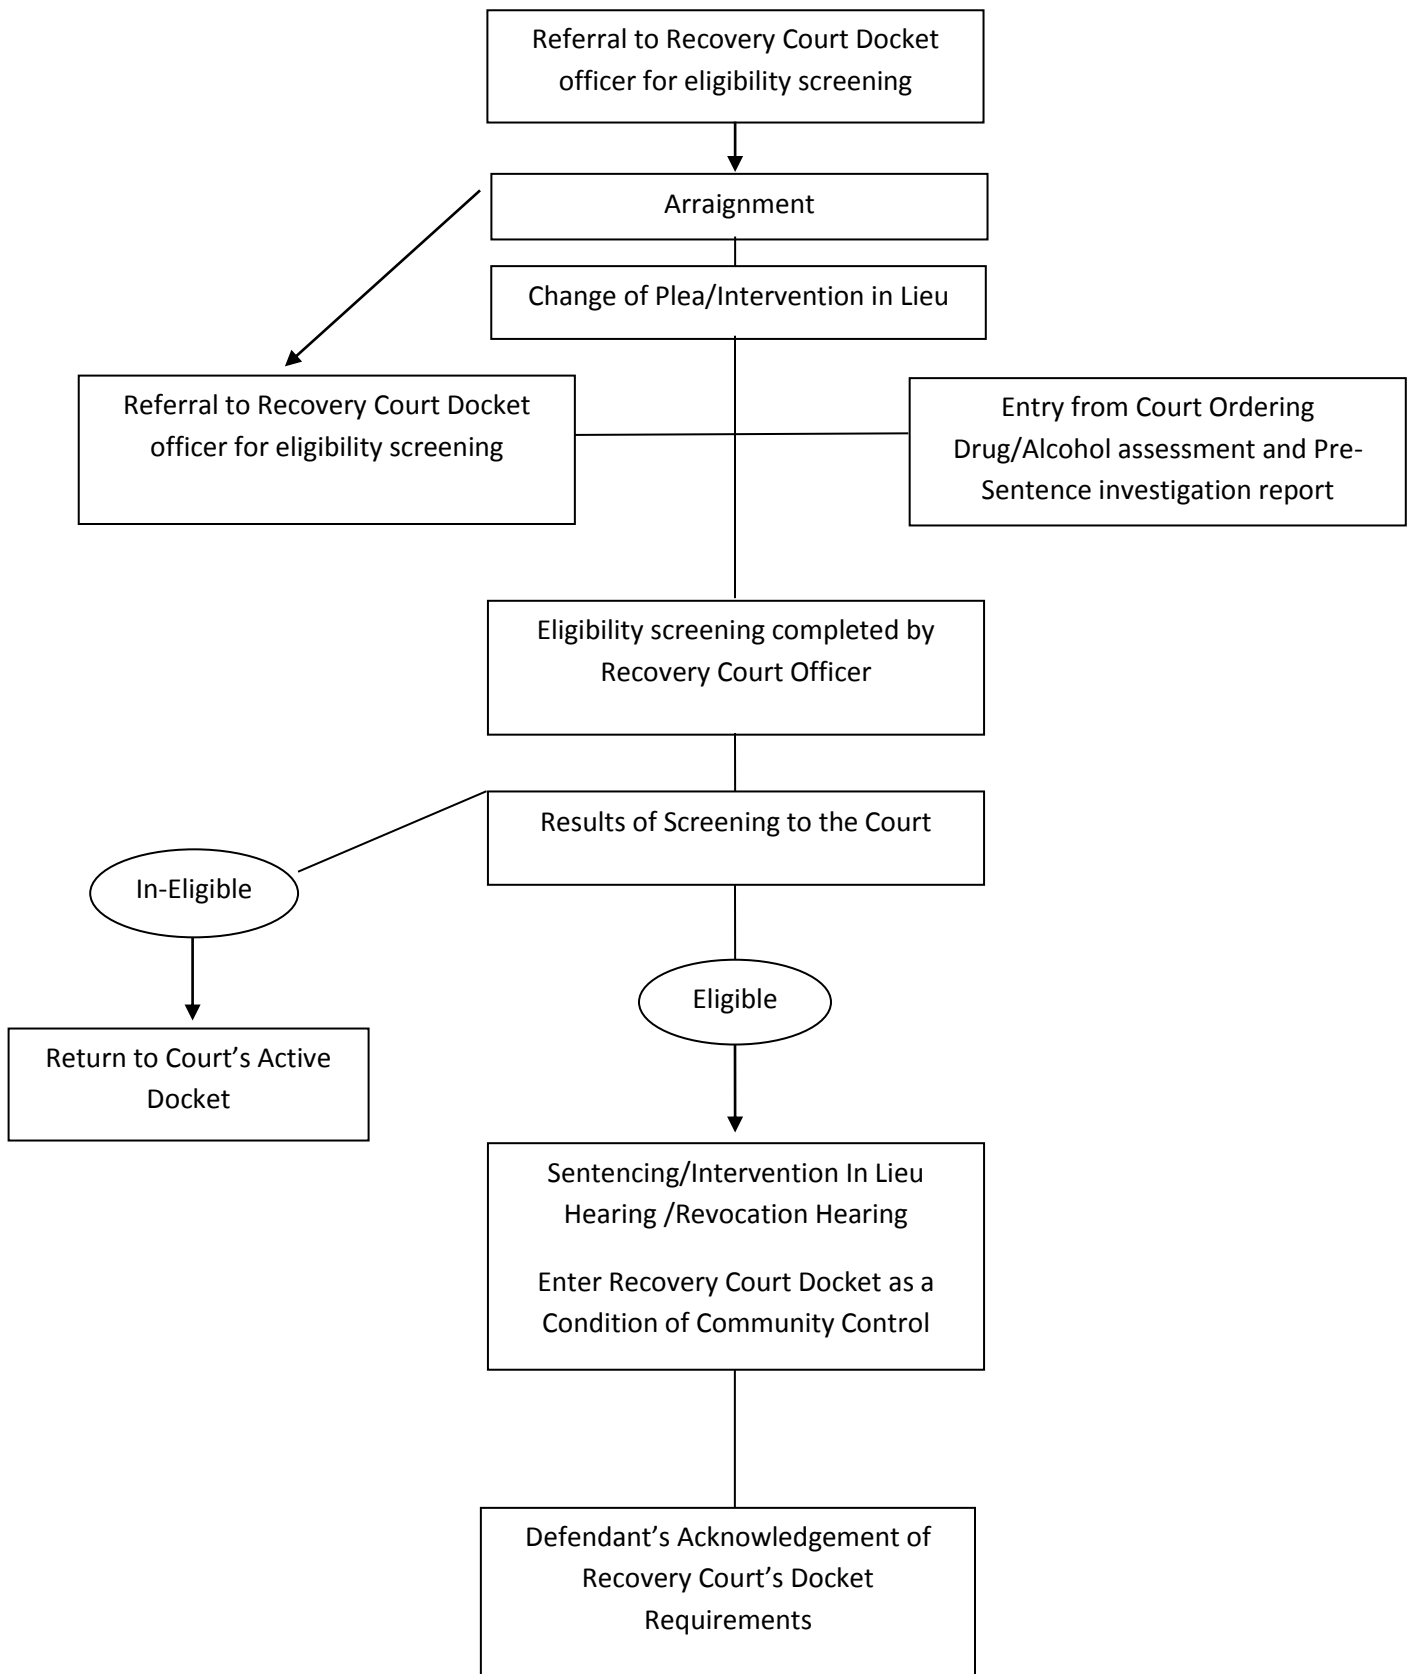 Referral to Recovery Court Docket
officer for eligibility screening
Arraignment
Change of Plea/Intervention in Lieu
Referral to Recovery Court Docket
officer for eligibility screening
Entry from Court Ordering
Drug/Alcohol assessment and Pre-
Sentence investigation report
Eligibility screening completed by
Recovery Court Officer
Results of Screening to the Court
In-Eligible
Eligible
Return to Court’s Active
Docket
Sentencing/Intervention In Lieu
Hearing /Revocation Hearing
Enter Recovery Court Docket as a
Condition of Community Control
Defendant’s Acknowledgement of
Recovery Court’s Docket
Requirements